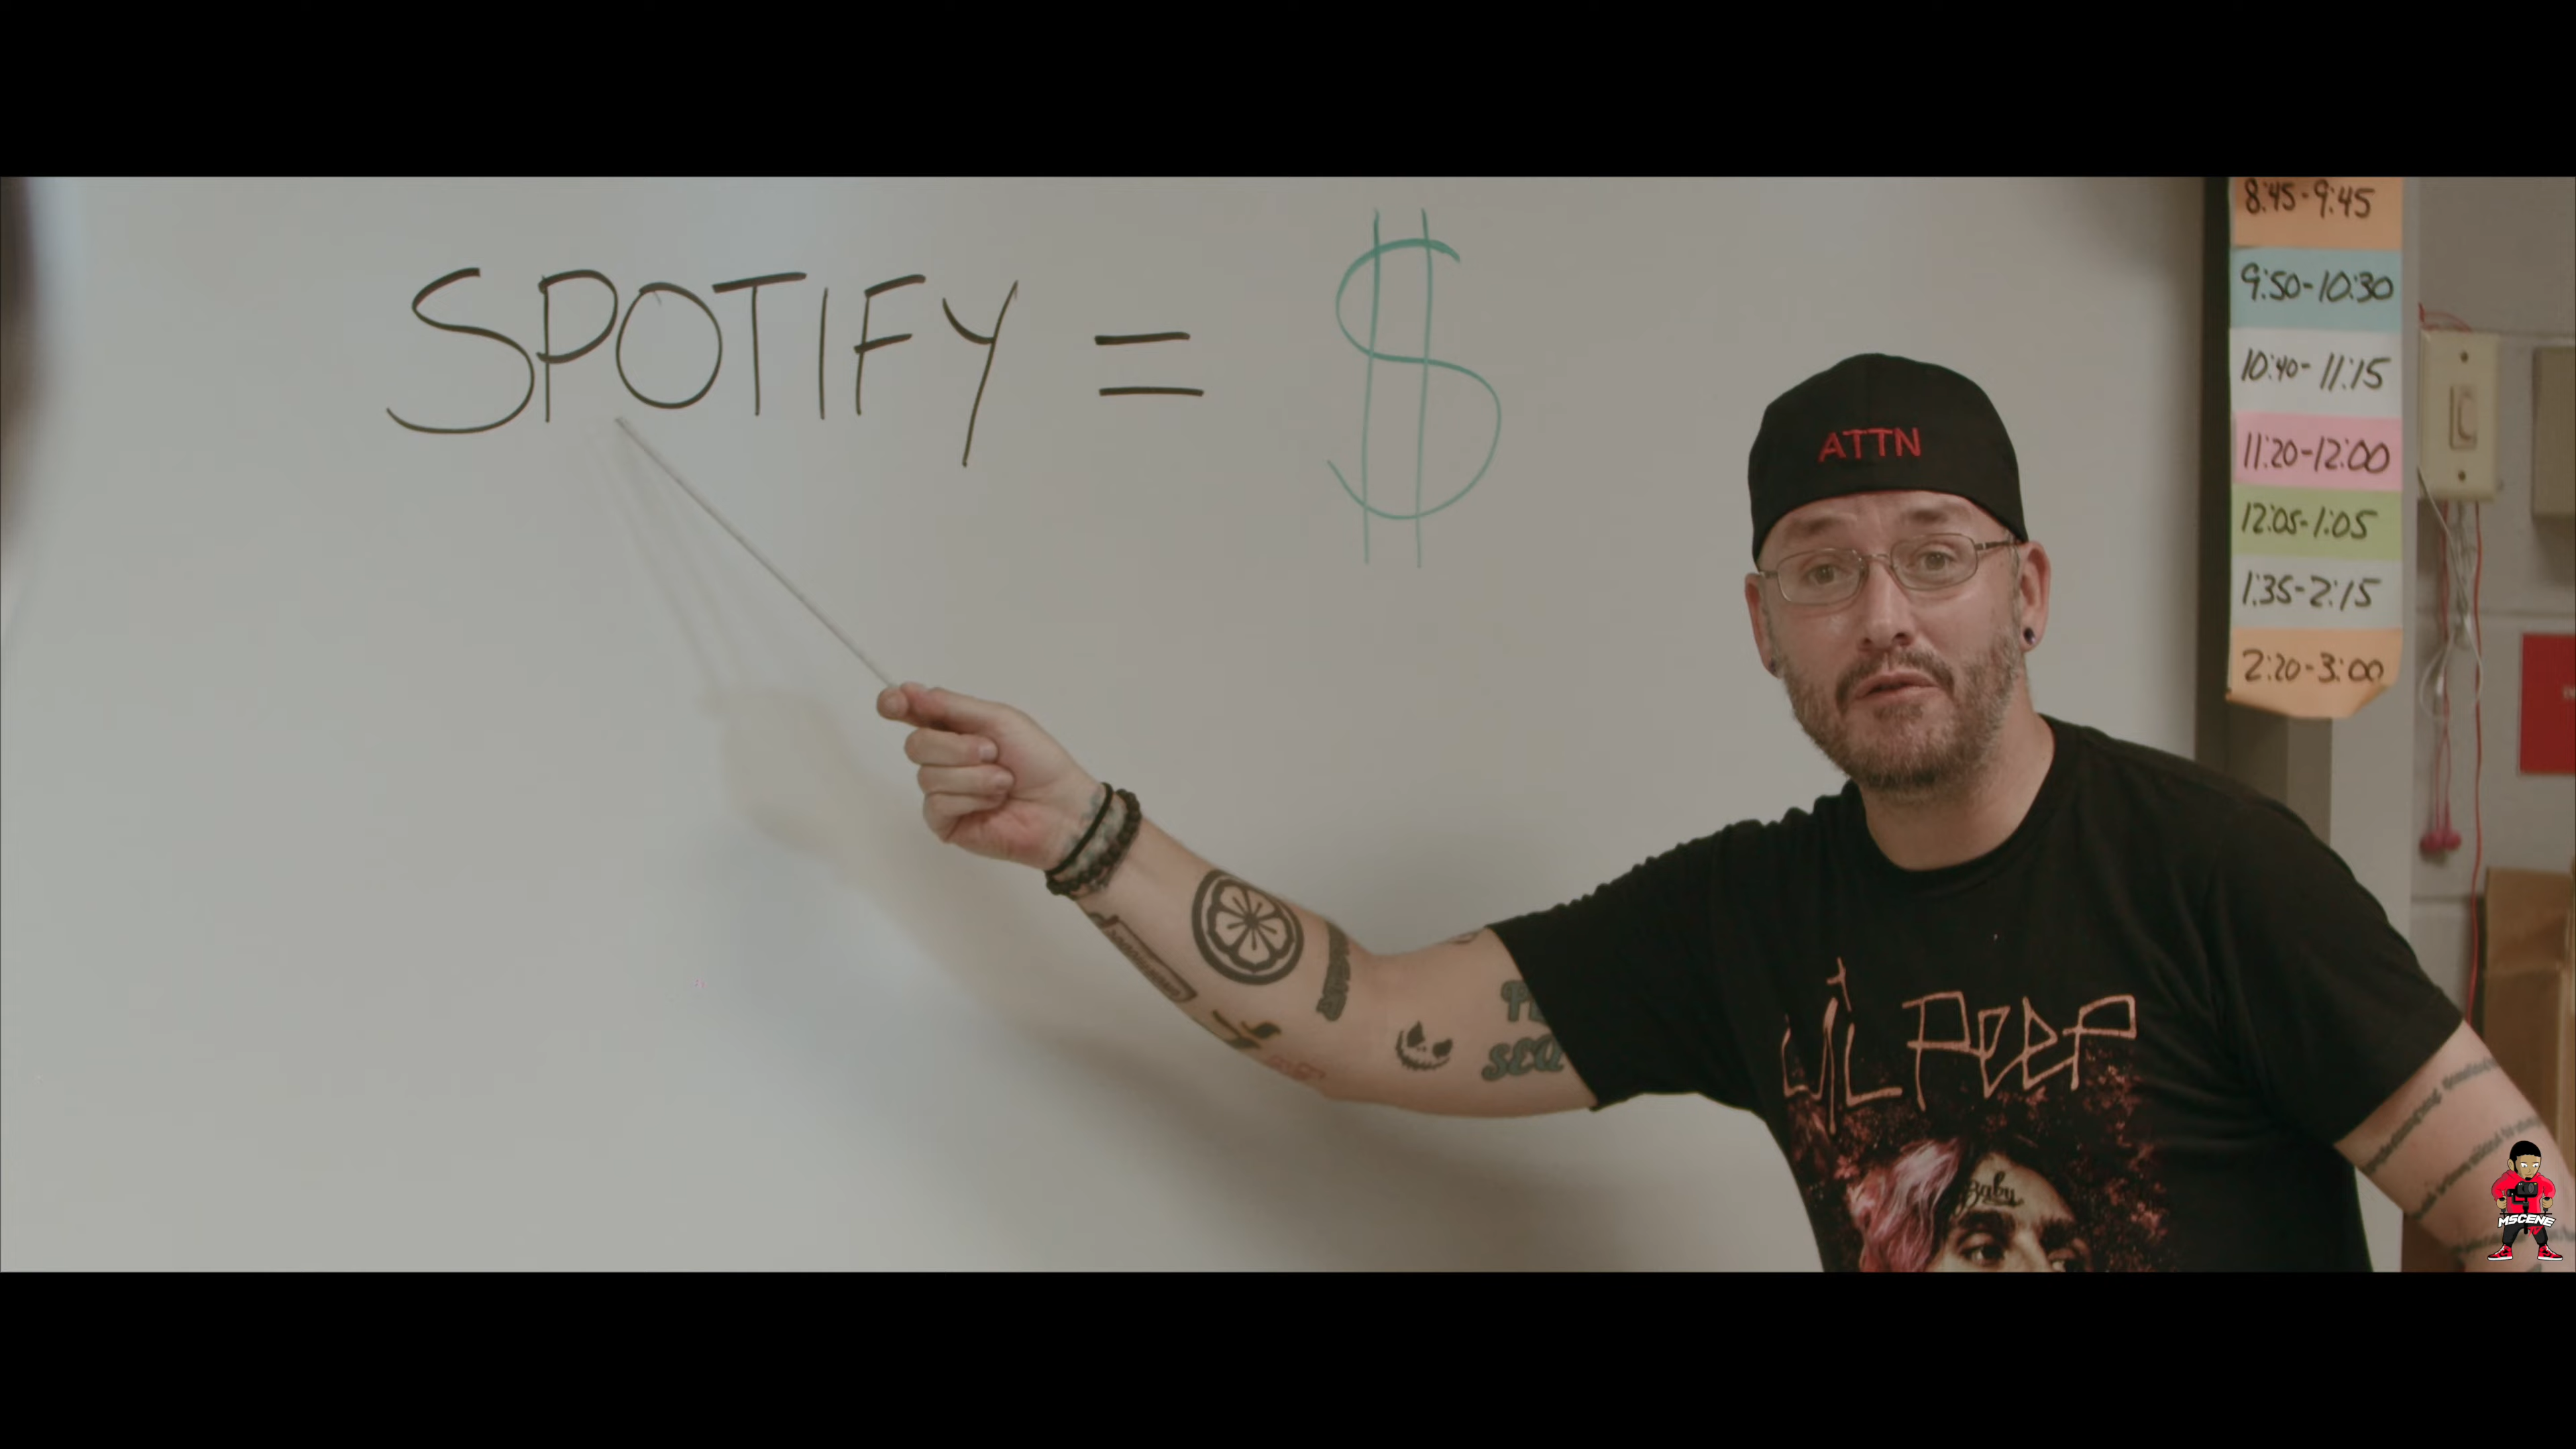 SPOTIFY = $
8:45-9:45
9:50-10:30
10:40-11:15
11:20-12:00
12:05-1:05
1:35-2:15
2:20-3:00
ATTN
LiL PEEP
Baby
MSCENE